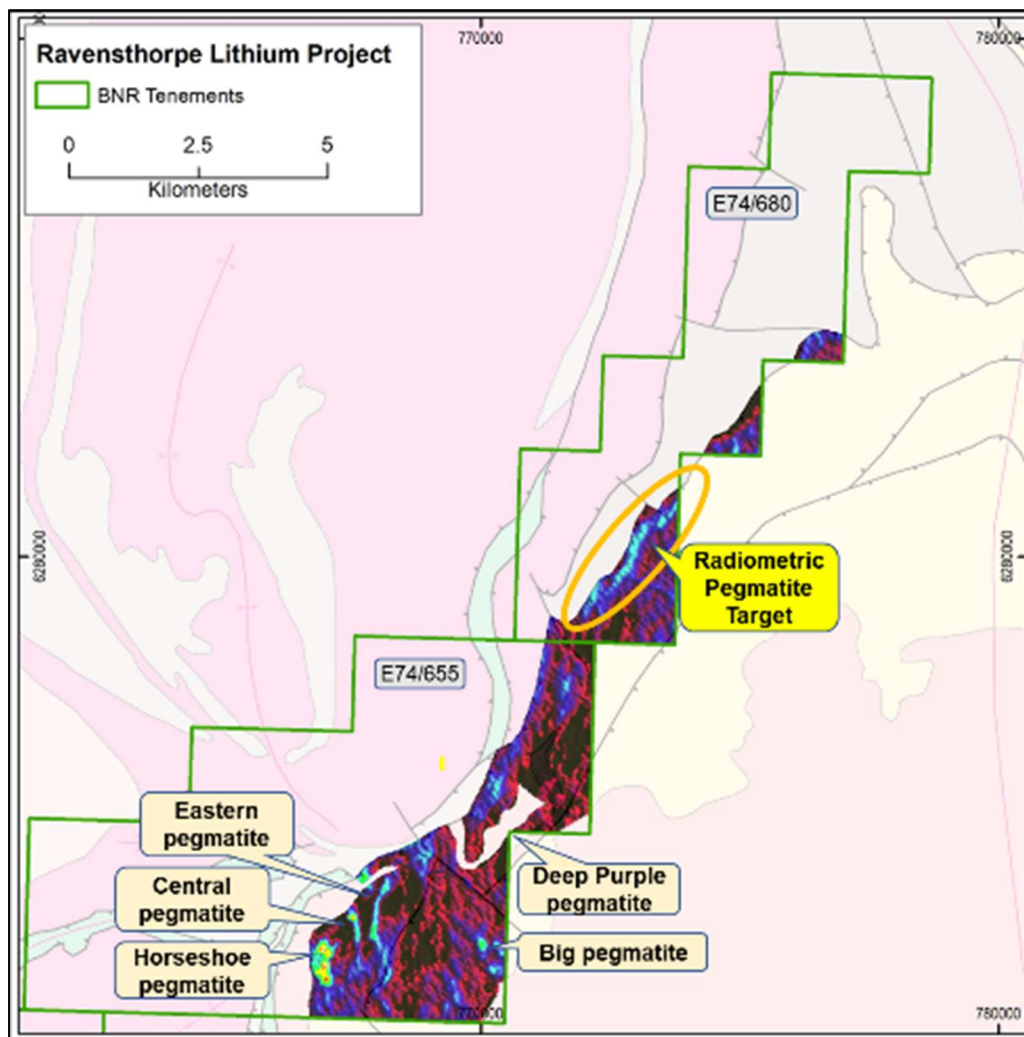 770000
780000
Ravensthorpe Lithium Project
BNR Tenements
0
2.5
5
Kilometers
E74/680
6280000
6280000
Radiometric
Pegmatite
Target
E74/655
Eastern
pegmatite
Central
pegmatite
Horseshoe
pegmatite
Deep Purple
pegmatite
Big pegmatite
770000
780000